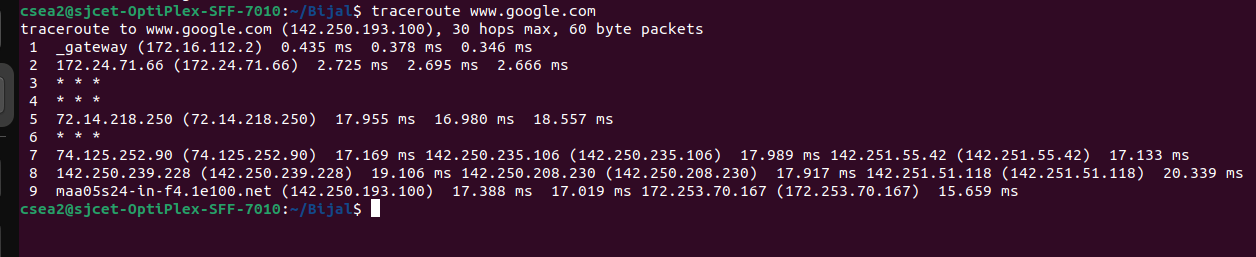 csea2@sjcet-OptiPlex-SFF-7010:~/Bijal$ traceroute www.google.com
traceroute to www.google.com (142.250.193.100), 30 hops max, 60 byte packets
 1  _gateway (172.16.112.2)  0.435 ms  0.378 ms  0.346 ms
 2  172.24.71.66 (172.24.71.66)  2.725 ms  2.695 ms  2.666 ms
 3  * * *
 4  * * *
 5  72.14.218.250 (72.14.218.250)  17.955 ms  16.980 ms  18.557 ms
 6  * * *
 7  74.125.252.90 (74.125.252.90)  17.169 ms 142.250.235.106 (142.250.235.106)  17.989 ms 142.251.55.42 (142.251.55.42)  17.133 ms
 8  142.250.239.228 (142.250.239.228)  19.106 ms 142.250.208.230 (142.250.208.230)  17.917 ms 142.251.51.118 (142.251.51.118)  20.339 ms
 9  maa05s24-in-f4.1e100.net (142.250.193.100)  17.388 ms  17.019 ms 172.253.70.167 (172.253.70.167)  15.659 ms
csea2@sjcet-OptiPlex-SFF-7010:~/Bijal$